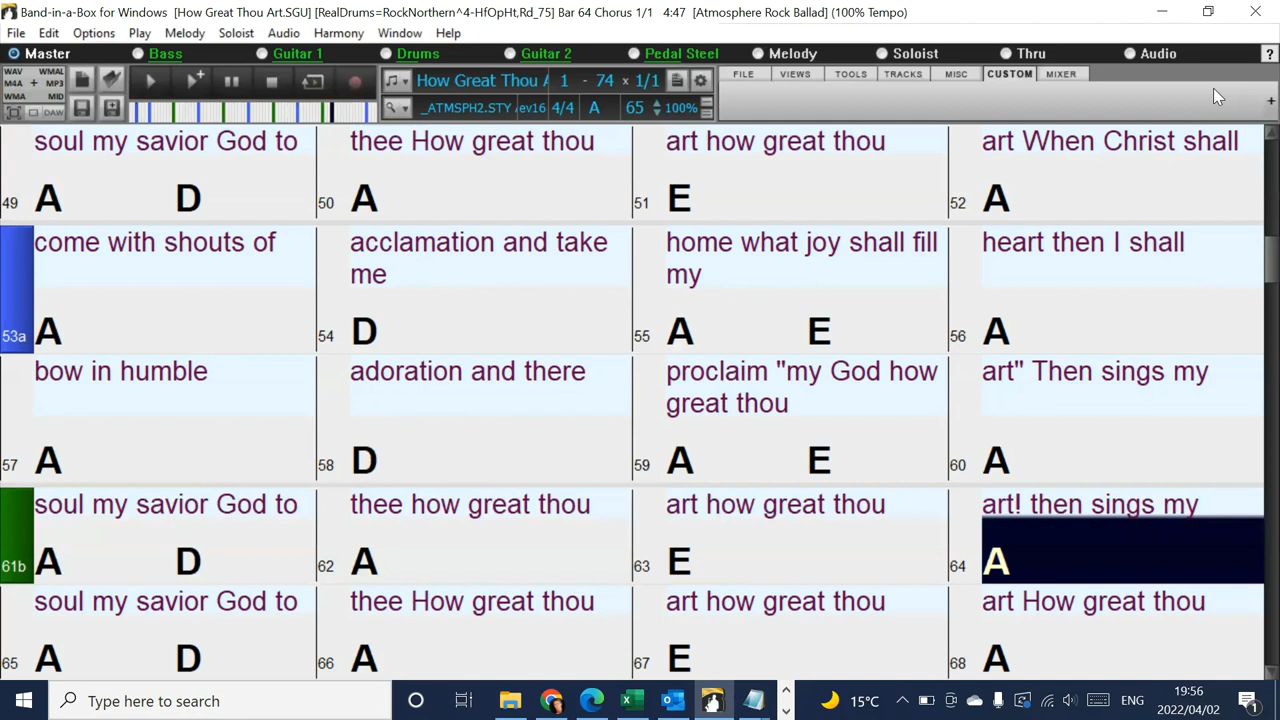 Band-in-a-Box for Windows [How Great Thou Art.SGU] [RealDrums=RockNorthern^4-HfOpHt,Rd_75] Bar 64 Chorus 1/1 4:47 [Atmosphere Rock Ballad] (100% Tempo)
File Edit Options Play Melody Soloist Audio Harmony Window Help
Master Bass Guitar 1 Drums Guitar 2 Pedal Steel Melody Soloist Thru Audio ?
WAV WMAL
M4A + MP3
WMA MID
DAW
How Great Thou A 1 - 74 x 1/1
_ATMSPH2.STY ev16 4/4 A 65 100%
FILE VIEWS TOOLS TRACKS MISC CUSTOM MIXER
+
soul my savior God to thee How great thou art how great thou art When Christ shall
49 A D 50 A 51 E 52 A
come with shouts of acclamation and take home what joy shall fill heart then I shall
me my
53a A 54 D 55 A E 56 A
bow in humble adoration and there proclaim "my God how art" Then sings my
great thou
57 A 58 D 59 A E 60 A
soul my savior God to thee how great thou art how great thou art! then sings my
61b A D 62 A 63 E 64 A
soul my savior God to thee How great thou art how great thou art How great thou
65 A D 66 A 67 E 68 A
Type here to search 15°C ENG 19:56
2022/04/02 1